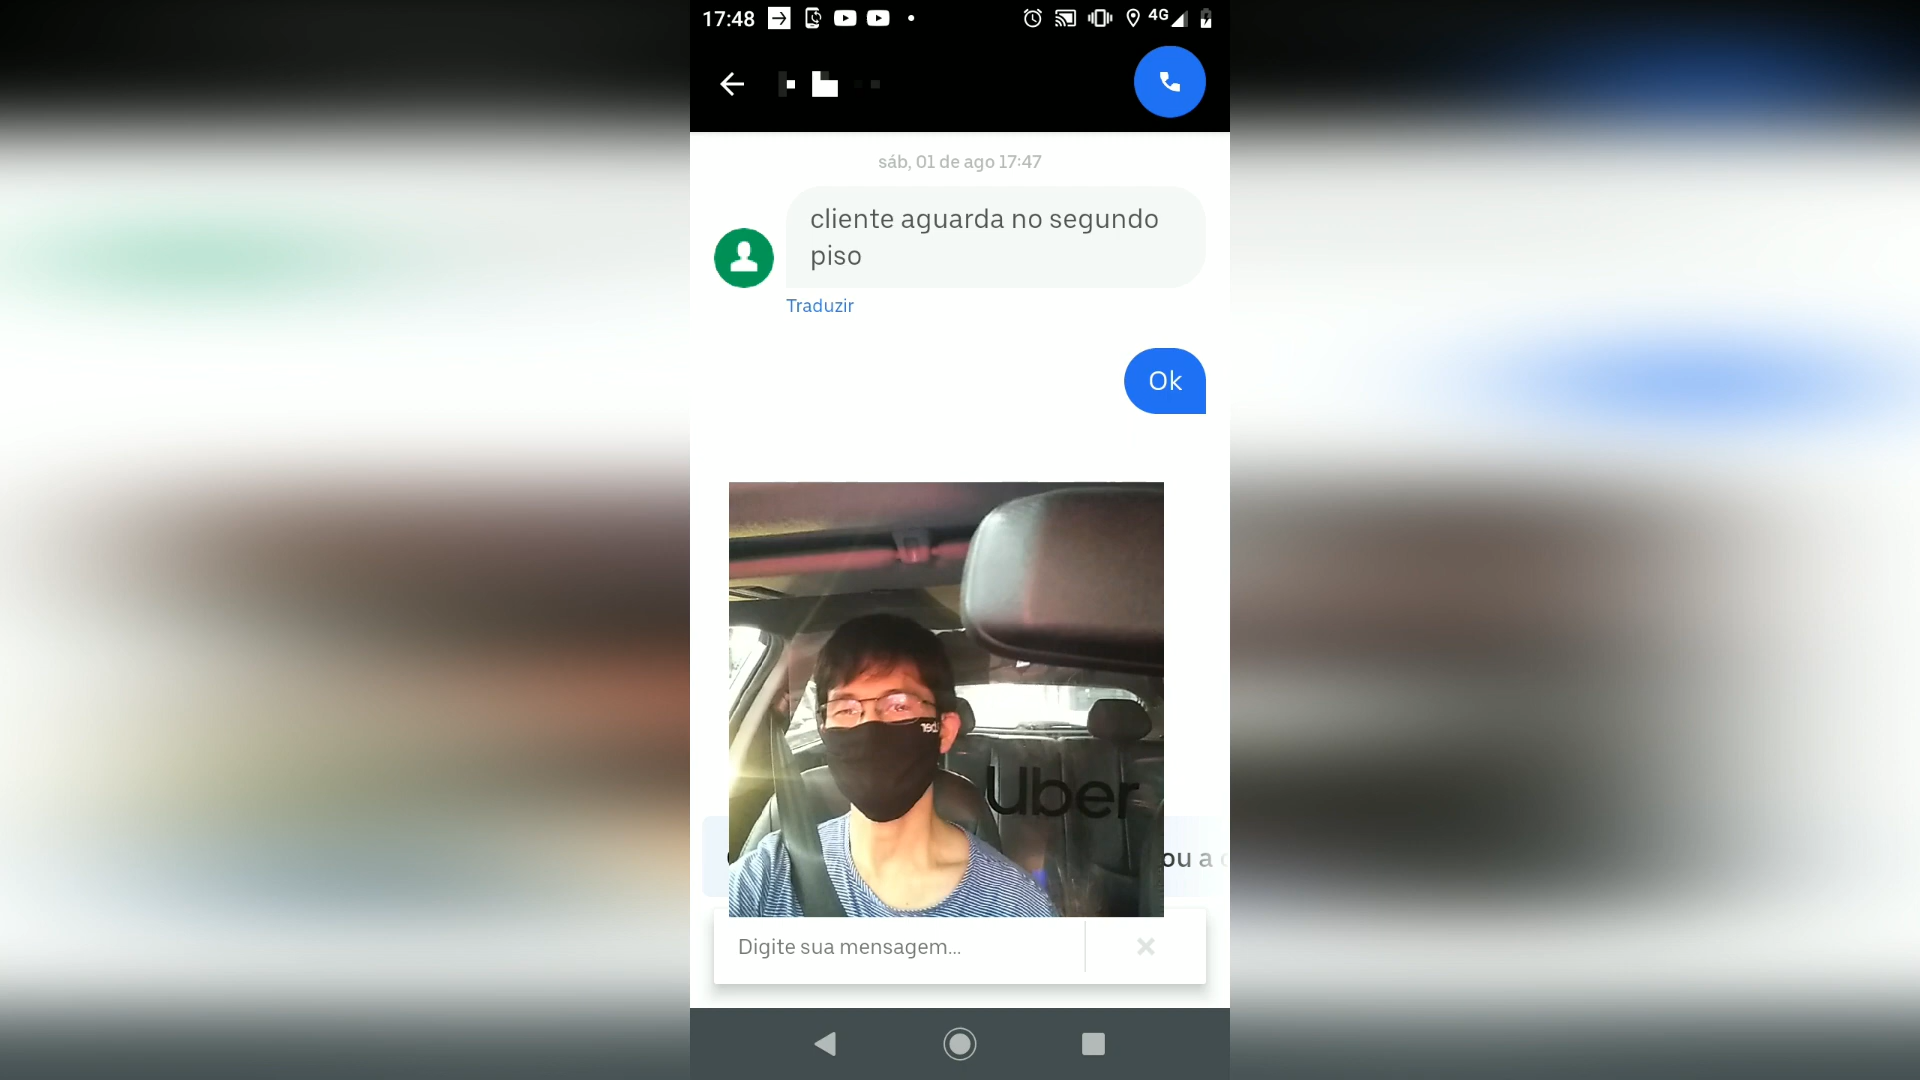 17:48
4G
sáb, 01 de ago 17:47
cliente aguarda no segundo
piso
Traduzir
Ok
Uber
ou a
Digite sua mensagem...